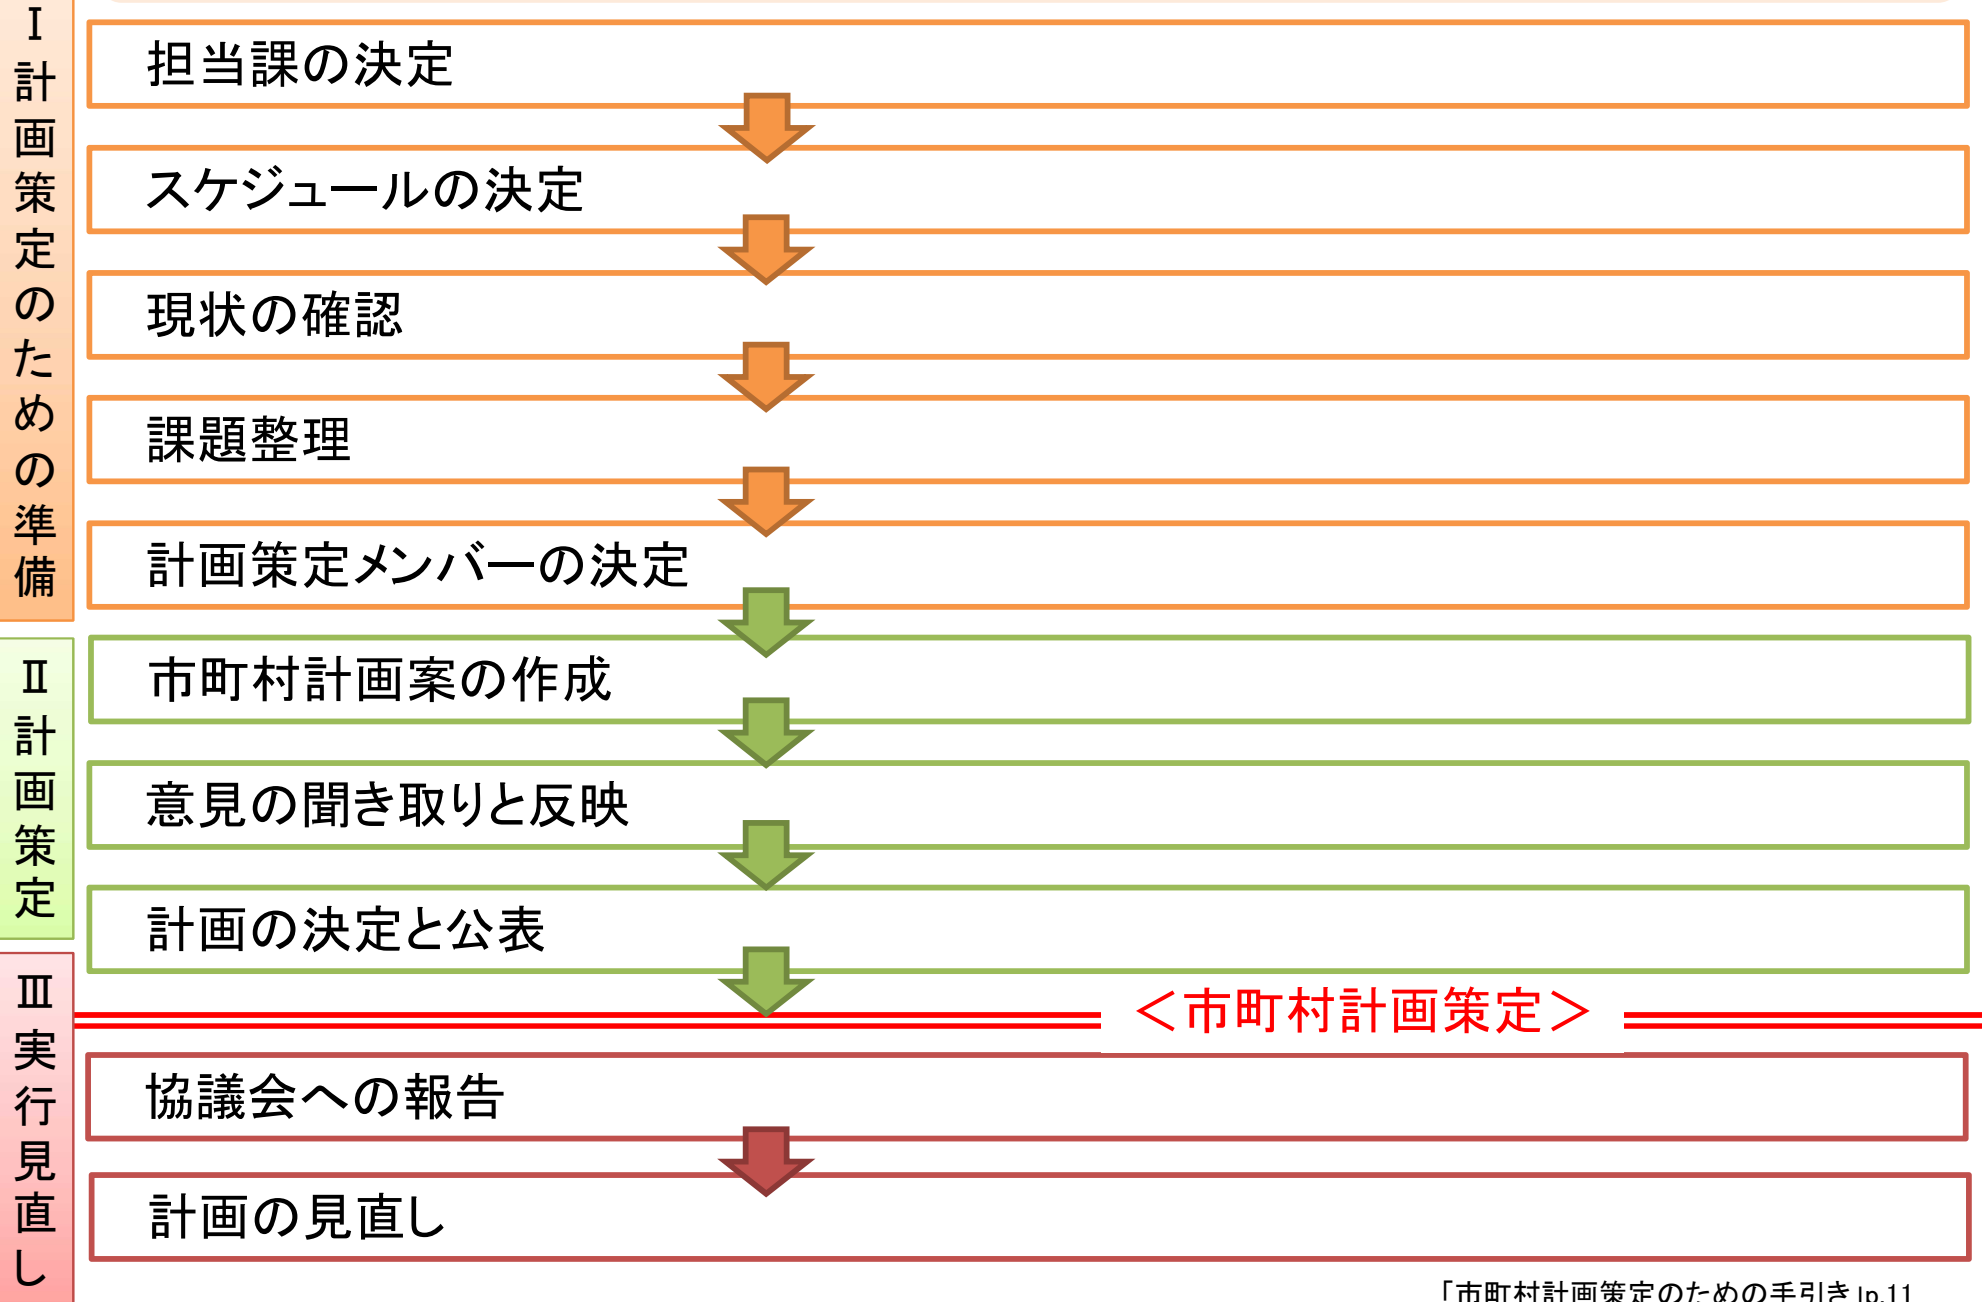 Ⅰ計画策定のための準備
担当課の決定
スケジュールの決定
現状の確認
課題整理
計画策定メンバーの決定
Ⅱ計画策定
市町村計画案の作成
意見の聞き取りと反映
計画の決定と公表
＜市町村計画策定＞
Ⅲ実行見直し
協議会への報告
計画の見直し
「市町村計画策定のための手引き」p.11